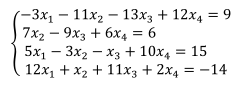 -3x₁ - 11x₂ - 13x₃ + 12x₄ = 9
7x₂ - 9x₃ + 6x₄ = 6
5x₁ - 3x₂ - x₃ + 10x₄ = 15
12x₁ + x₂ + 11x₃ + 2x₄ = -14